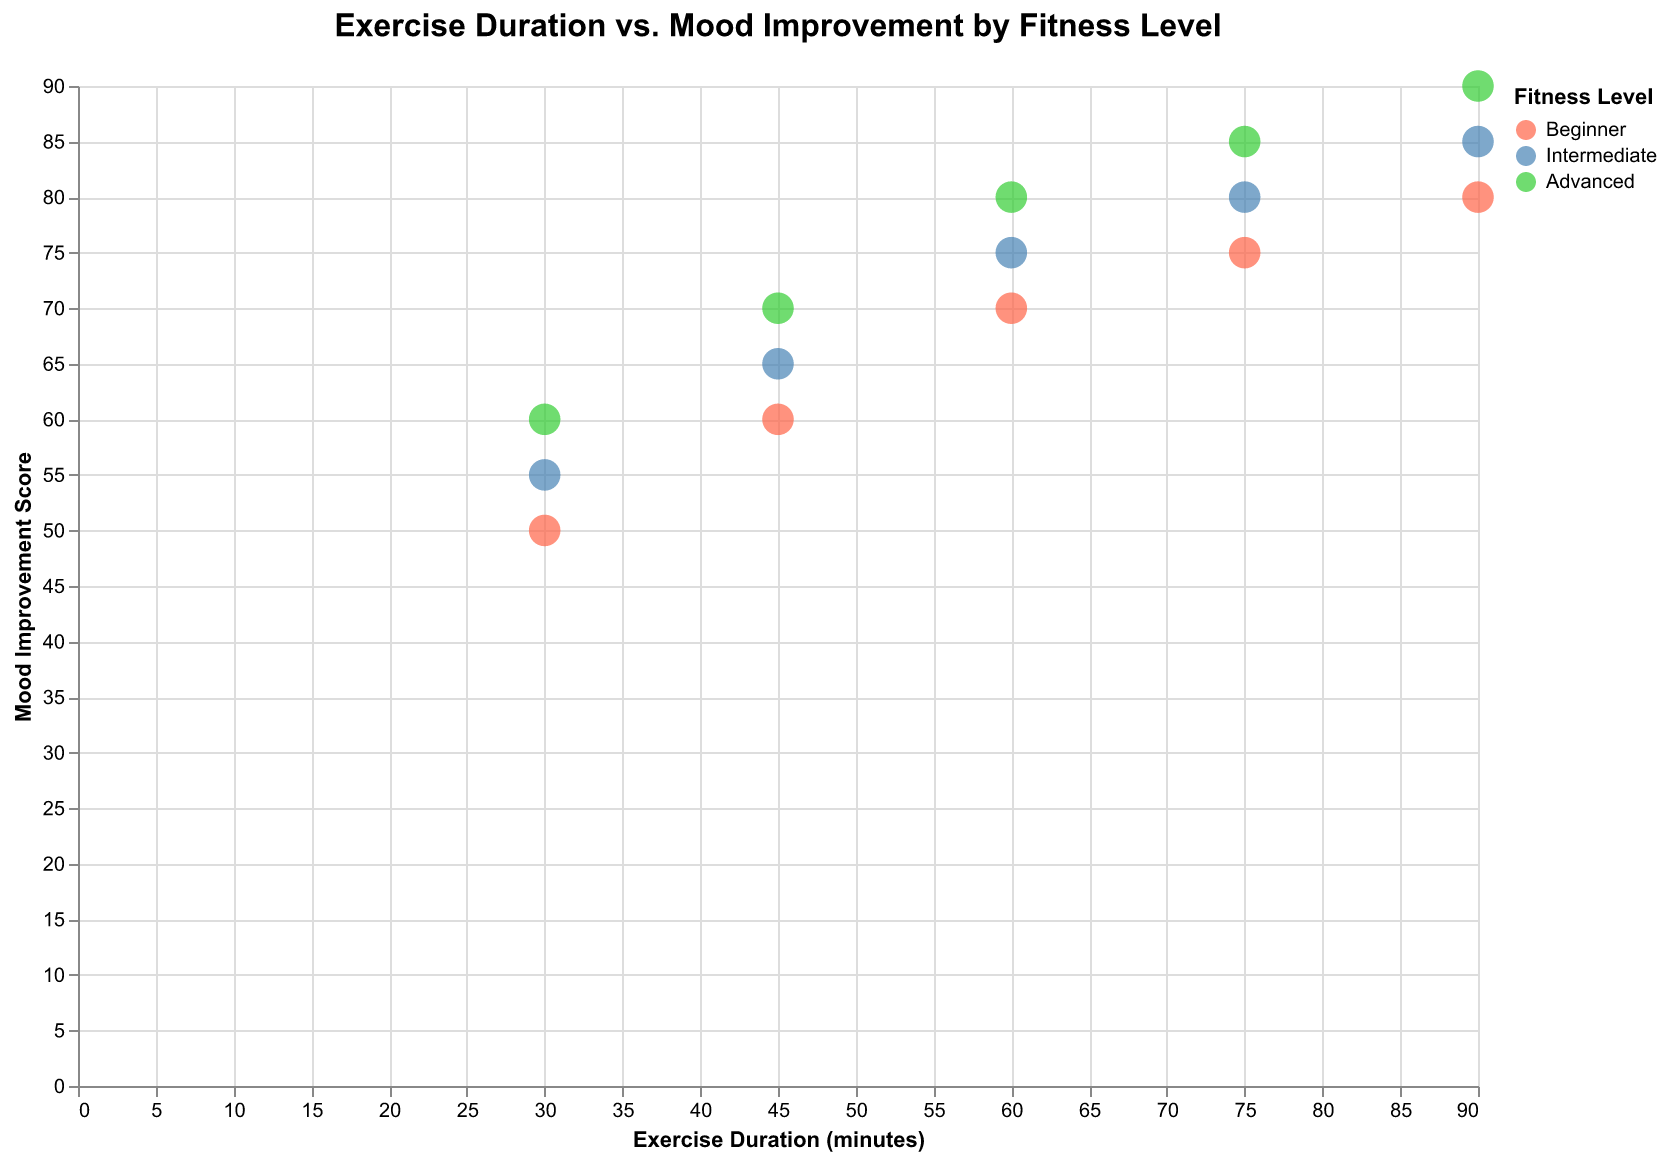 Exercise Duration vs. Mood Improvement by Fitness Level
Fitness Level
Beginner
Intermediate
Advanced
Mood Improvement Score
90
85
80
75
70
65
60
55
50
45
40
35
30
25
20
15
10
5
0
0 5 10 15 20 25 30 35 40 45 50 55 60 65 70 75 80 85 90
Exercise Duration (minutes)